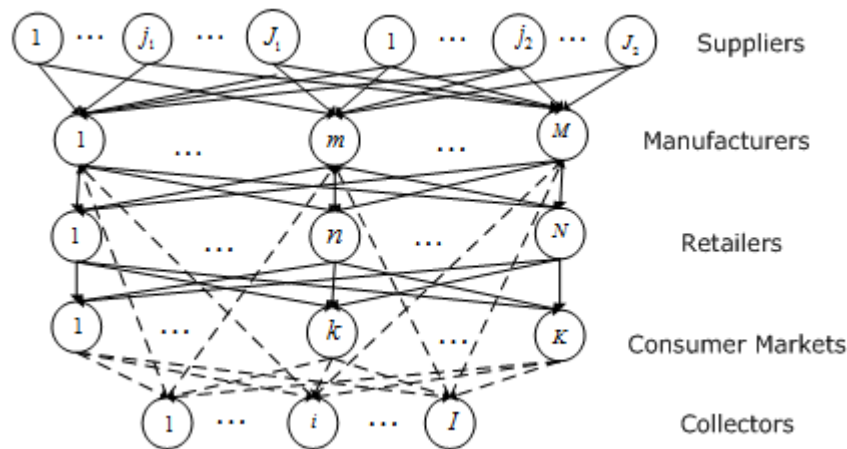 1 ... j₁ ... J₁ 1 ... j₂ ... J₂ Suppliers
1 ... m ... M Manufacturers
1 ... n ... N Retailers
1 ... k ... K Consumer Markets
1 ... i ... I Collectors